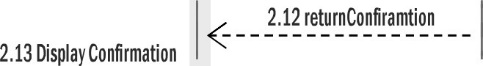 2.12 returnConfiramtion
2.13 Display Confirmation